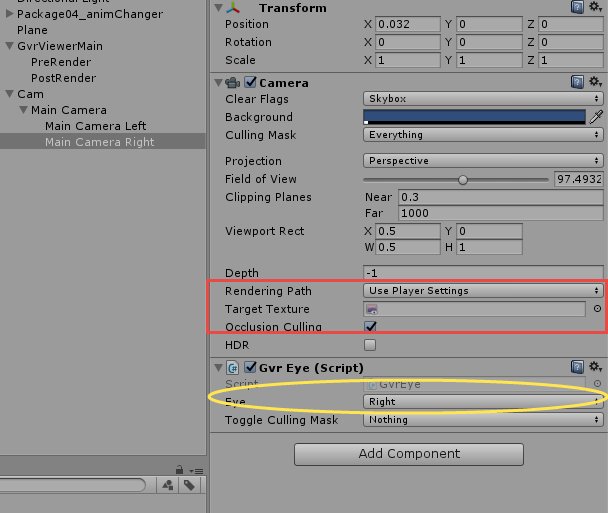 Directional Light
Package04_animChanger
Plane
GvrViewerMain
PreRender
PostRender
Cam
Main Camera
Main Camera Left
Main Camera Right
Transform
Position X 0.032 Y 0 Z 0
Rotation X 0 Y 0 Z 0
Scale X 1 Y 1 Z 1
Camera
Clear Flags Skybox
Background
Culling Mask Everything
Projection Perspective
Field of View 97.4932
Clipping Planes Near 0.3
Far 1000
Viewport Rect X 0.5 Y 0
W 0.5 H 1
Depth -1
Rendering Path Use Player Settings
Target Texture
Occlusion Culling
HDR
Gvr Eye (Script)
Script GvrEye
Eye Right
Toggle Culling Mask Nothing
Add Component